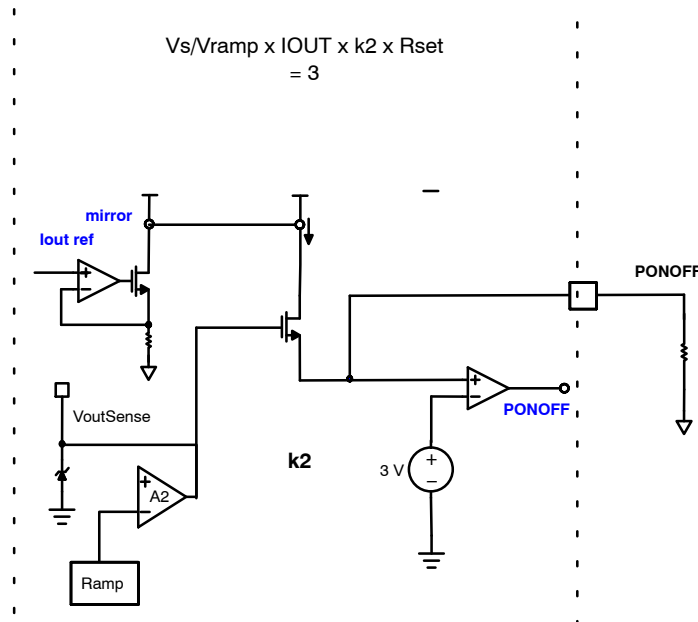 Vs/Vramp x IOUT x k2 x Rset
= 3
mirror
Iout ref
PONOFF
VoutSense
PONOFF
k2
3 V
A2
Ramp